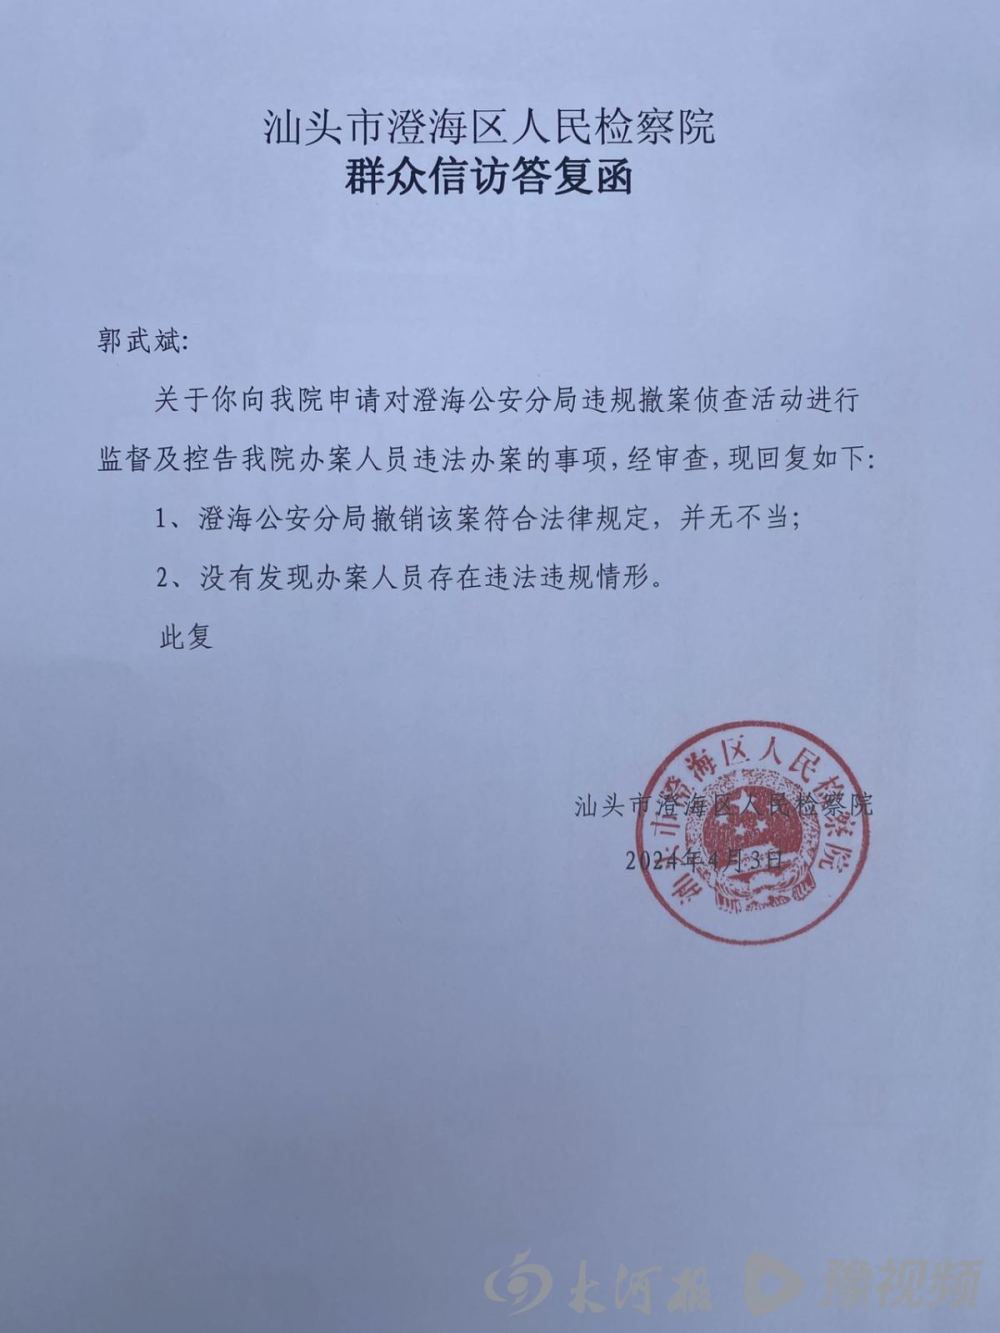 汕头市澄海区人民检察院
群众信访答复函
郭武斌:
关于你向我院申请对澄海公安分局违规撤案侦查活动进行
监督及控告我院办案人员违法办案的事项,经审查,现回复如下:
1、澄海公安分局撤销该案符合法律规定，并无不当;
2、没有发现办案人员存在违法违规情形。
此复
汕头市澄海区人民检察院
汕头市澄海区人民检察院
2024年4月3日
大河报
豫视频